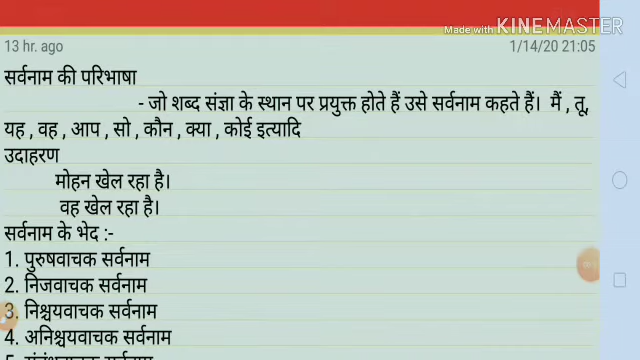 Made with KINEMASTER
13 hr. ago 1/14/20 21:05
सर्वनाम की परिभाषा
- जो शब्द संज्ञा के स्थान पर प्रयुक्त होते हैं उसे सर्वनाम कहते हैं। मैं , तू,
यह , वह , आप , सो , कौन , क्या , कोई इत्यादि
उदाहरण
मोहन खेल रहा है।
वह खेल रहा है।
सर्वनाम के भेद :-
1. पुरुषवाचक सर्वनाम
2. निजवाचक सर्वनाम
3. निश्चयवाचक सर्वनाम
4. अनिश्चयवाचक सर्वनाम